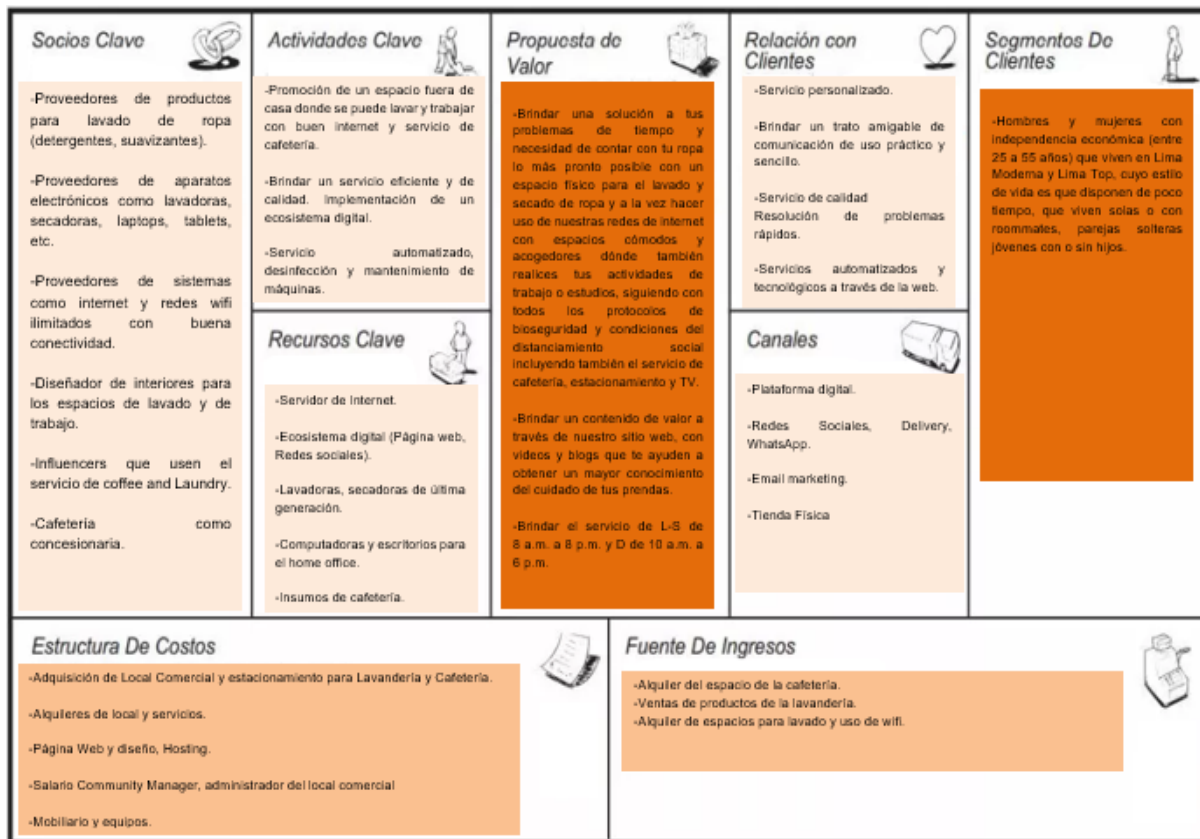 Socios Clave
-Proveedores de productos
para lavado de ropa
(detergentes, suavizantes).
-Proveedores de aparatos
electrónicos como lavadoras,
secadoras, laptops, tablets,
etc.
-Proveedores de sistemas
como internet y redes wifi
ilimitados con buena
conectividad.
-Diseñador de interiores para
los espacios de lavado y de
trabajo.
-Influencers que usen el
servicio de coffee and Laundry.
-Cafetería como
concesionaria.
Actividades Clave
-Promoción de un espacio fuera de
casa donde se puede lavar y trabajar
con buen internet y servicio de
cafetería.
-Brindar un servicio eficiente y de
calidad. Implementación de un
ecosistema digital.
-Servicio automatizado,
desinfección y mantenimiento de
máquinas.
Recursos Clave
-Servidor de Internet.
-Ecosistema digital (Página web,
Redes sociales).
-Lavadoras, secadoras de última
generación.
-Computadoras y escritorios para
el home office.
-Insumos de cafetería.
Propuesta de
Valor
-Brindar una solución a tus
problemas de tiempo y
necesidad de contar con tu ropa
lo más pronto posible con un
espacio físico para el lavado y
secado de ropa y a la vez hacer
uso de nuestras redes de internet
con espacios cómodos y
acogedores dónde también
realices tus actividades de
trabajo o estudios, siguiendo con
todos los protocolos de
bioseguridad y condiciones del
distanciamiento social
incluyendo también el servicio de
cafetería, estacionamiento y TV.
-Brindar un contenido de valor a
través de nuestro sitio web, con
videos y blogs que te ayuden a
obtener un mayor conocimiento
del cuidado de tus prendas.
-Brindar el servicio de L-S de
8 a.m. a 8 p.m. y D de 10 a.m. a
6 p.m.
Relación con
Clientes
-Servicio personalizado.
-Brindar un trato amigable de
comunicación de uso práctico y
sencillo.
-Servicio de calidad
Resolución de problemas
rápidos.
-Servicios automatizados y
tecnológicos a través de la web.
Canales
-Plataforma digital.
-Redes Sociales, Delivery,
WhatsApp.
-Email marketing.
-Tienda Física
Segmentos De
Clientes
-Hombres y mujeres con
independencia económica (entre
25 a 55 años) que viven en Lima
Moderna y Lima Top, cuyo estilo
de vida es que disponen de poco
tiempo, que viven solas o con
roommates, parejas solteras
jóvenes con o sin hijos.
Estructura De Costos
-Adquisición de Local Comercial y estacionamiento para Lavandería y Cafetería.
-Alquileres de local y servicios.
-Página Web y diseño, Hosting.
-Salario Community Manager, administrador del local comercial
-Mobiliario y equipos.
Fuente De Ingresos
-Alquiler del espacio de la cafetería.
-Ventas de productos de la lavandería.
-Alquiler de espacios para lavado y uso de wifi.